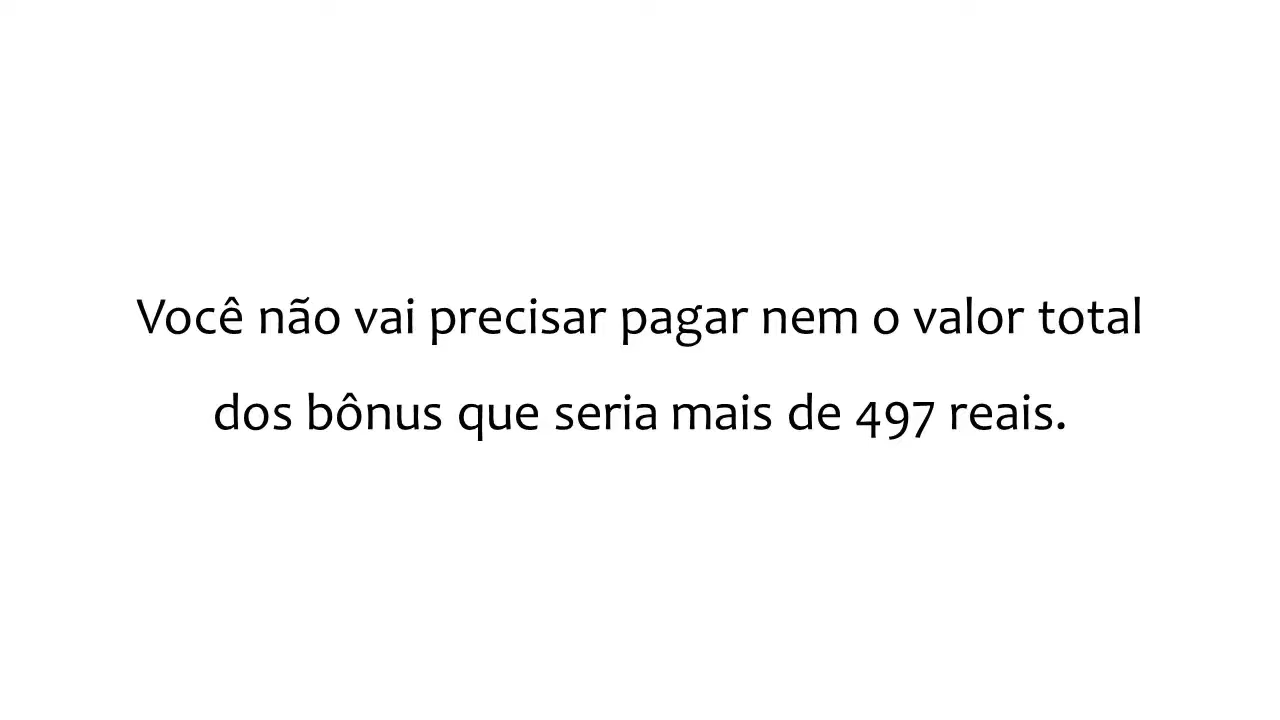 Você não vai precisar pagar nem o valor total
dos bônus que seria mais de 497 reais.